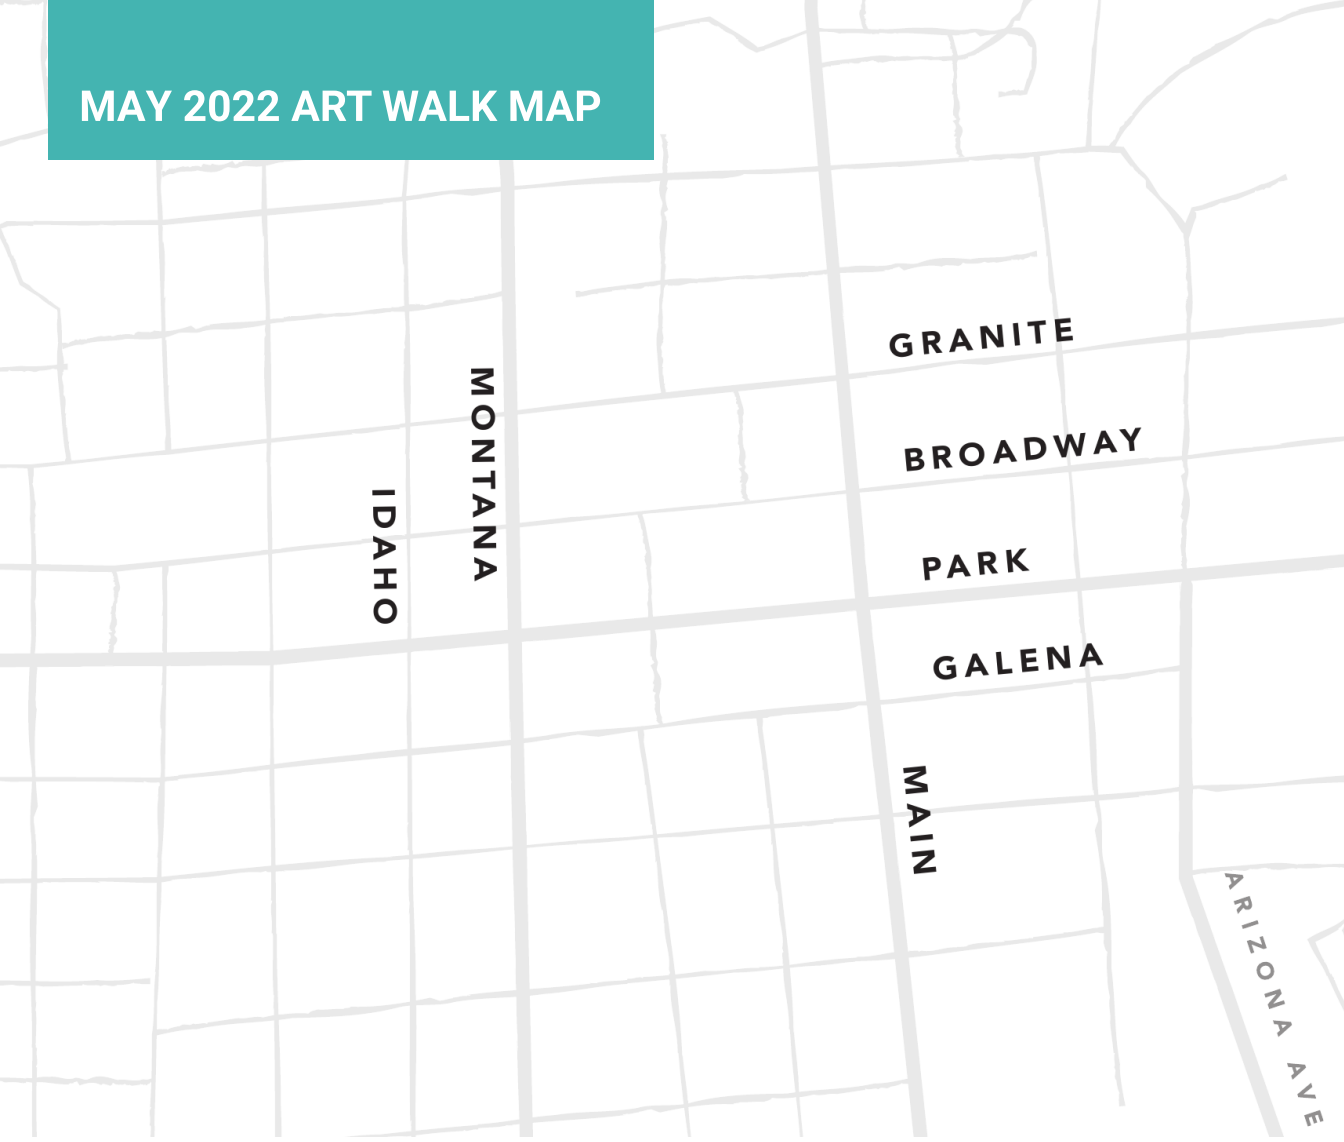 MAY 2022 ART WALK MAP
GRANITE
MONTANA
BROADWAY
IDAHO
PARK
GALENA
MAIN
ARIZONA AVE